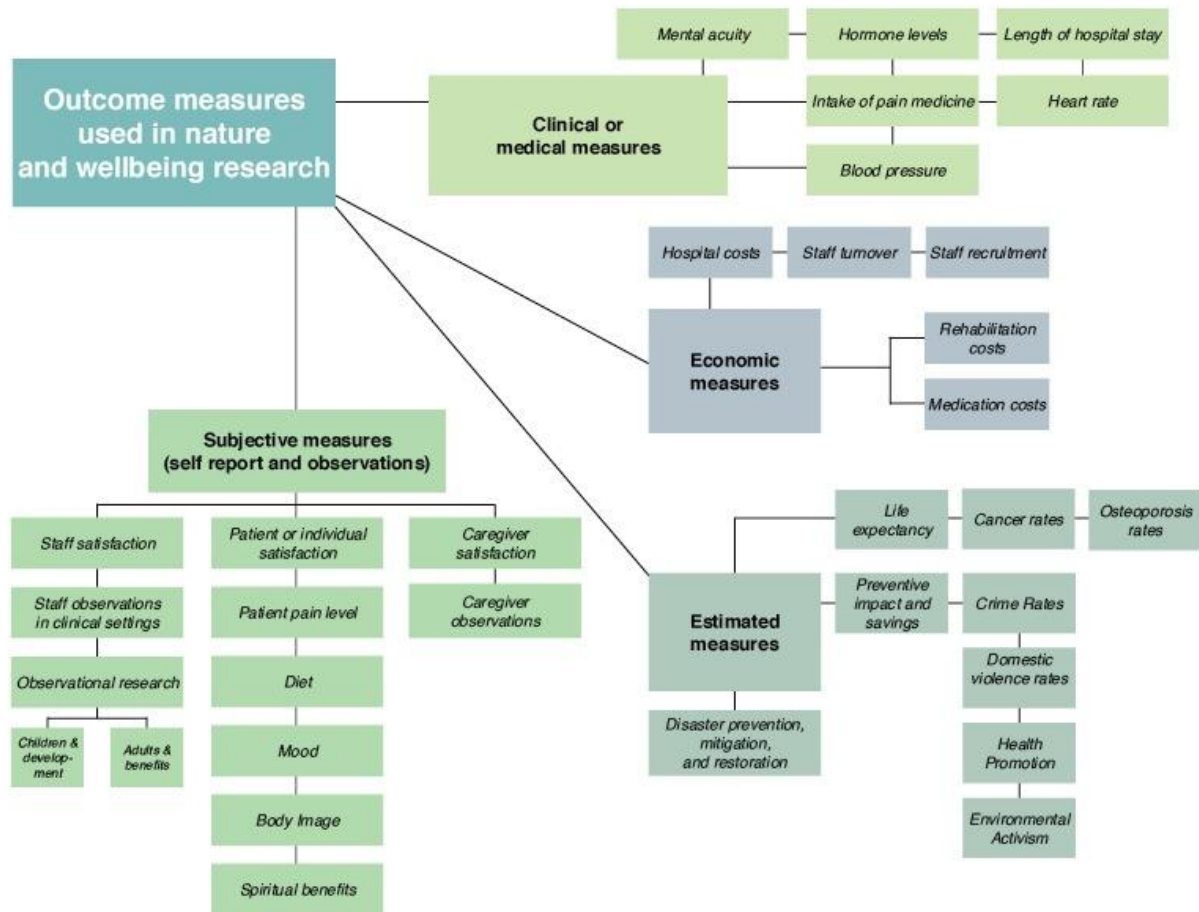 Outcome measures
used in nature
and wellbeing research
Mental acuity
Hormone levels
Length of hospital stay
Clinical or
medical measures
Intake of pain medicine
Heart rate
Blood pressure
Hospital costs
Staff turnover
Staff recruitment
Economic
measures
Rehabilitation
costs
Medication costs
Subjective measures
(self report and observations)
Staff satisfaction
Staff observations
in clinical settings
Observational research
Children &
develop-
ment
Adults &
benefits
Patient or individual
satisfaction
Patient pain level
Diet
Mood
Body Image
Spiritual benefits
Caregiver
satisfaction
Caregiver
observations
Estimated
measures
Life
expectancy
Cancer rates
Osteoporosis
rates
Preventive
impact and
savings
Crime Rates
Domestic
violence rates
Health
Promotion
Environmental
Activism
Disaster prevention,
mitigation,
and restoration